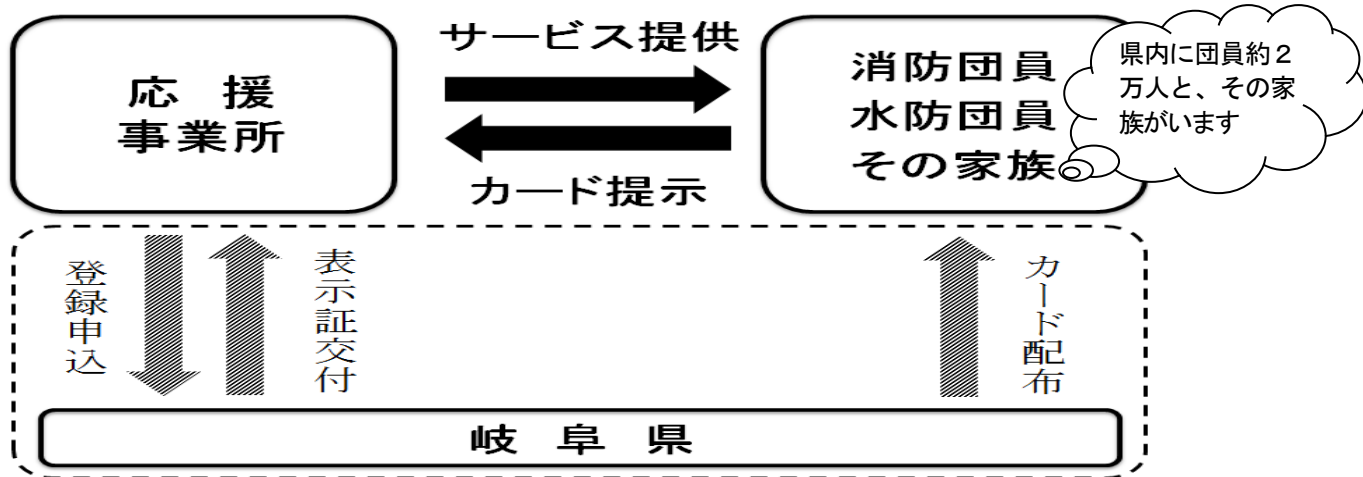 サービス提供
応　援
事業所
消防団員
水防団員
その家族
県内に団員約２
万人と、その家
族がいます
カード提示
登録申込
表示証交付
カード配布
岐　阜　県